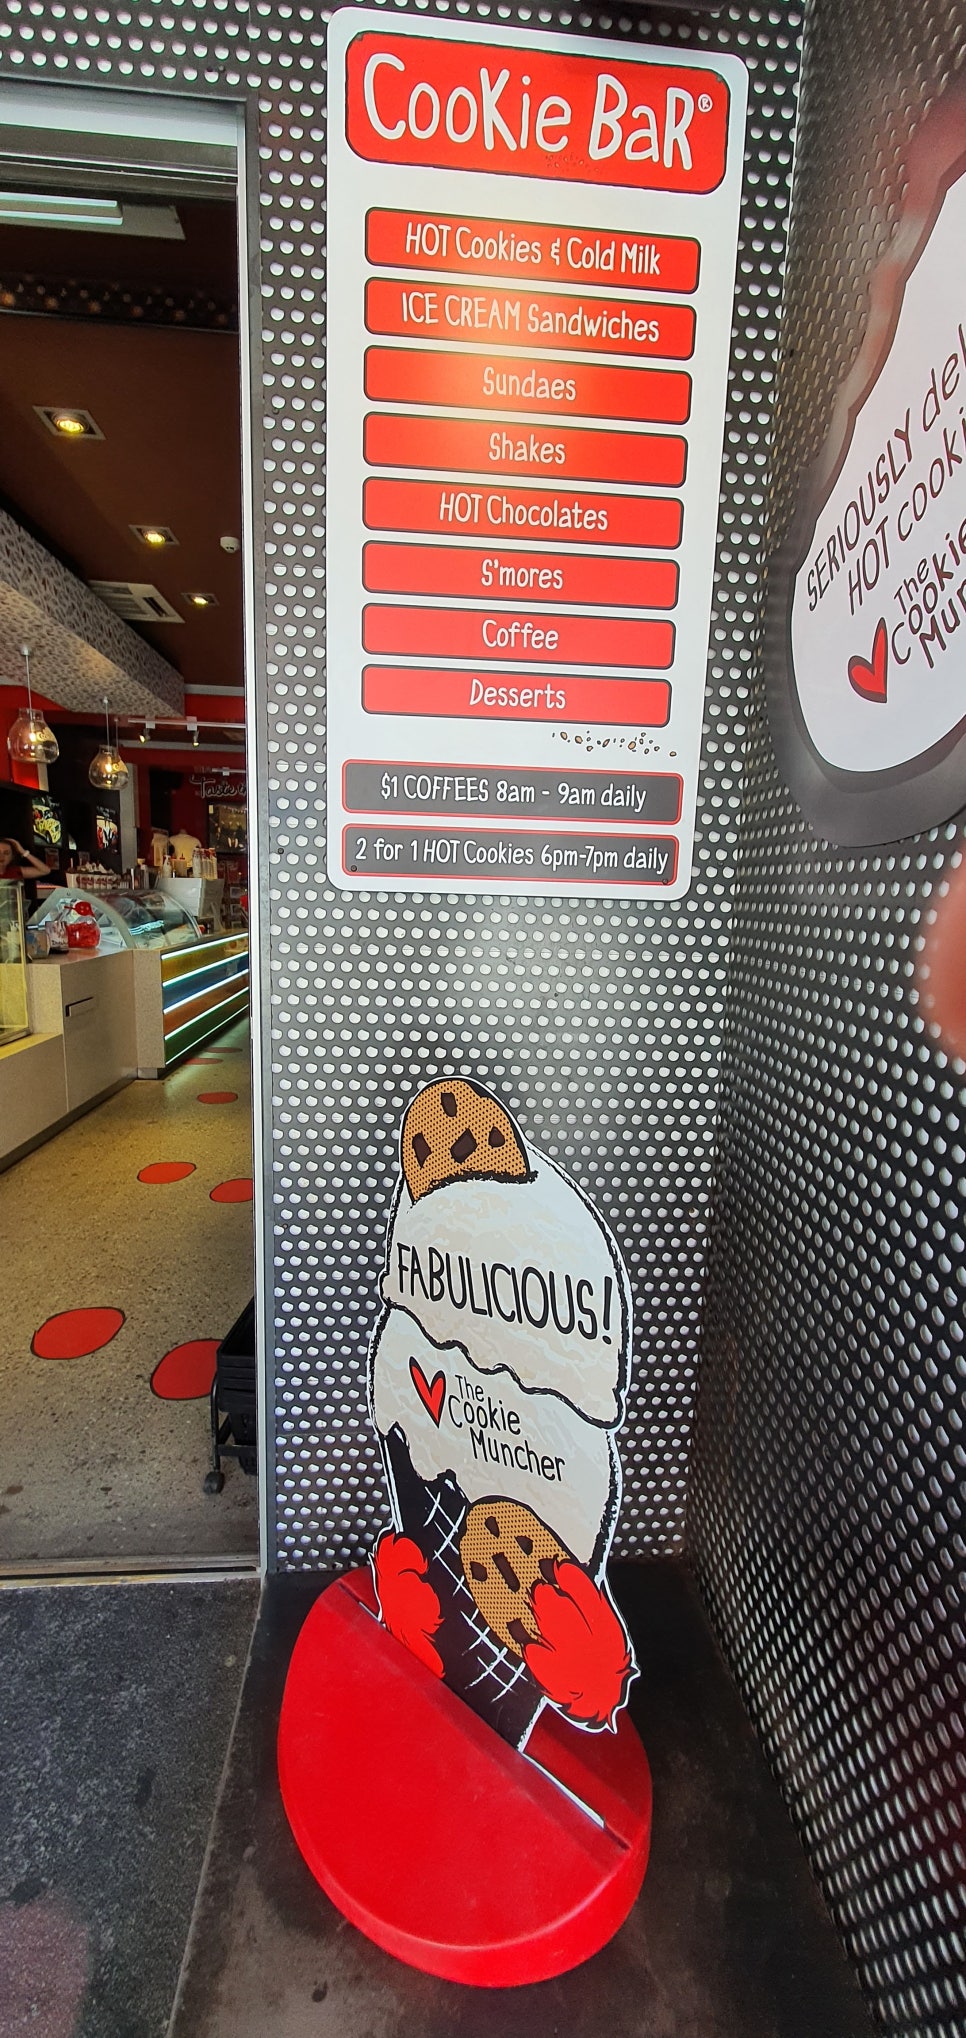 CooKie BaR®
HOT Cookies & Cold Milk
ICE CREAM Sandwiches
Sundaes
Shakes
HOT Chocolates
S'mores
Coffee
Desserts
$1 COFFEES 8am - 9am daily
2 for 1 HOT Cookies 6pm-7pm daily
SERIOUSLY
HOT
The
FABULICIOUS!
The
Cookie
Muncher